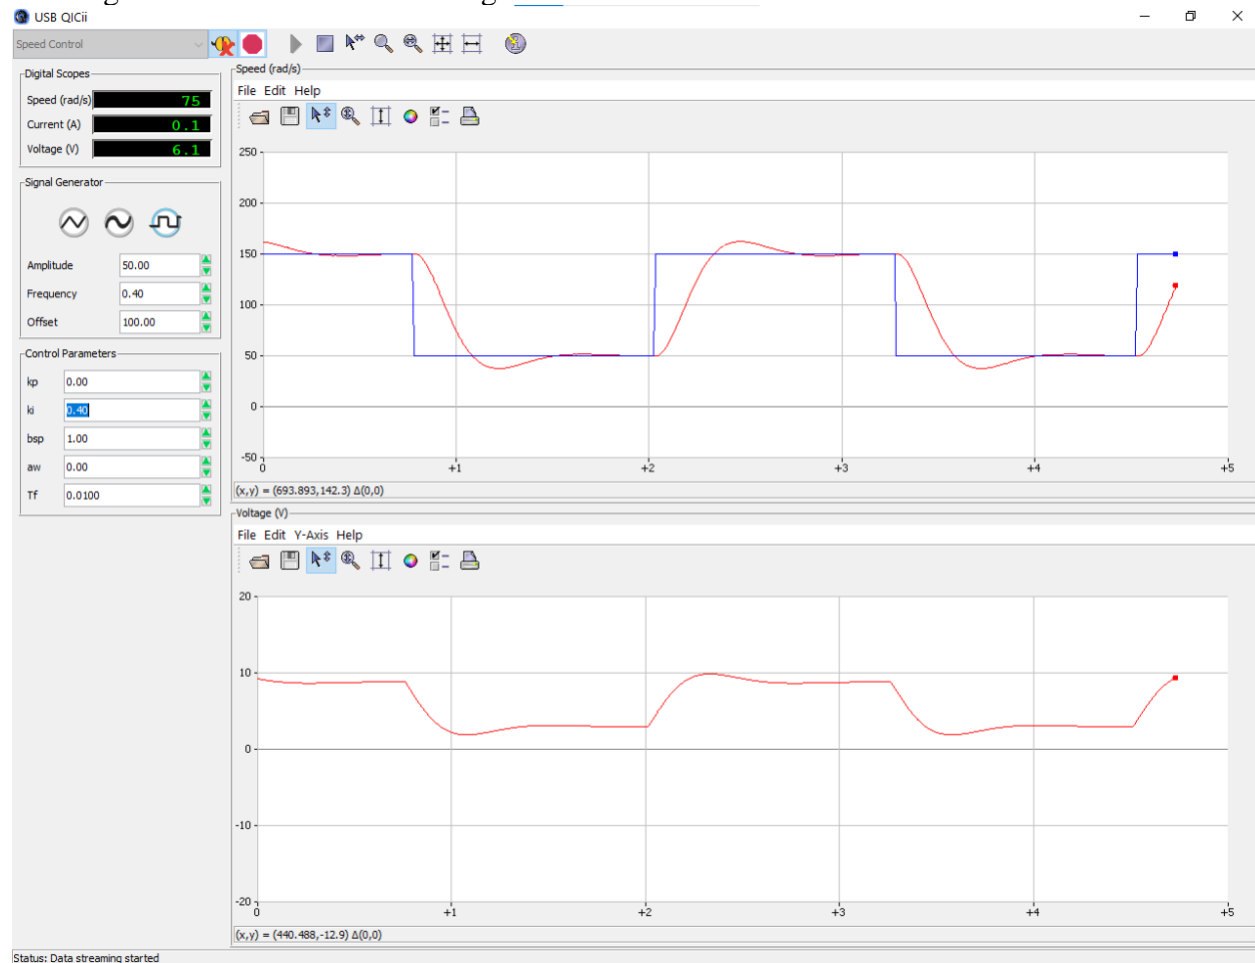 USB QICii
Speed Control
Digital Scopes
Speed (rad/s) 75
Current (A) 0.1
Voltage (V) 6.1
Signal Generator
Amplitude 50.00
Frequency 0.40
Offset 100.00
Control Parameters
kp 0.00
ki 0.40
bsp 1.00
aw 0.00
Tf 0.0100
Speed (rad/s)
File Edit Help
250
200
150
100
50
0
-50
0 +1 +2 +3 +4 +5
(x,y) = (693.893,142.3) Δ(0,0)
Voltage (V)
File Edit Y-Axis Help
20
10
0
-10
-20
0 +1 +2 +3 +4 +5
(x,y) = (440.488,-12.9) Δ(0,0)
Status: Data streaming started